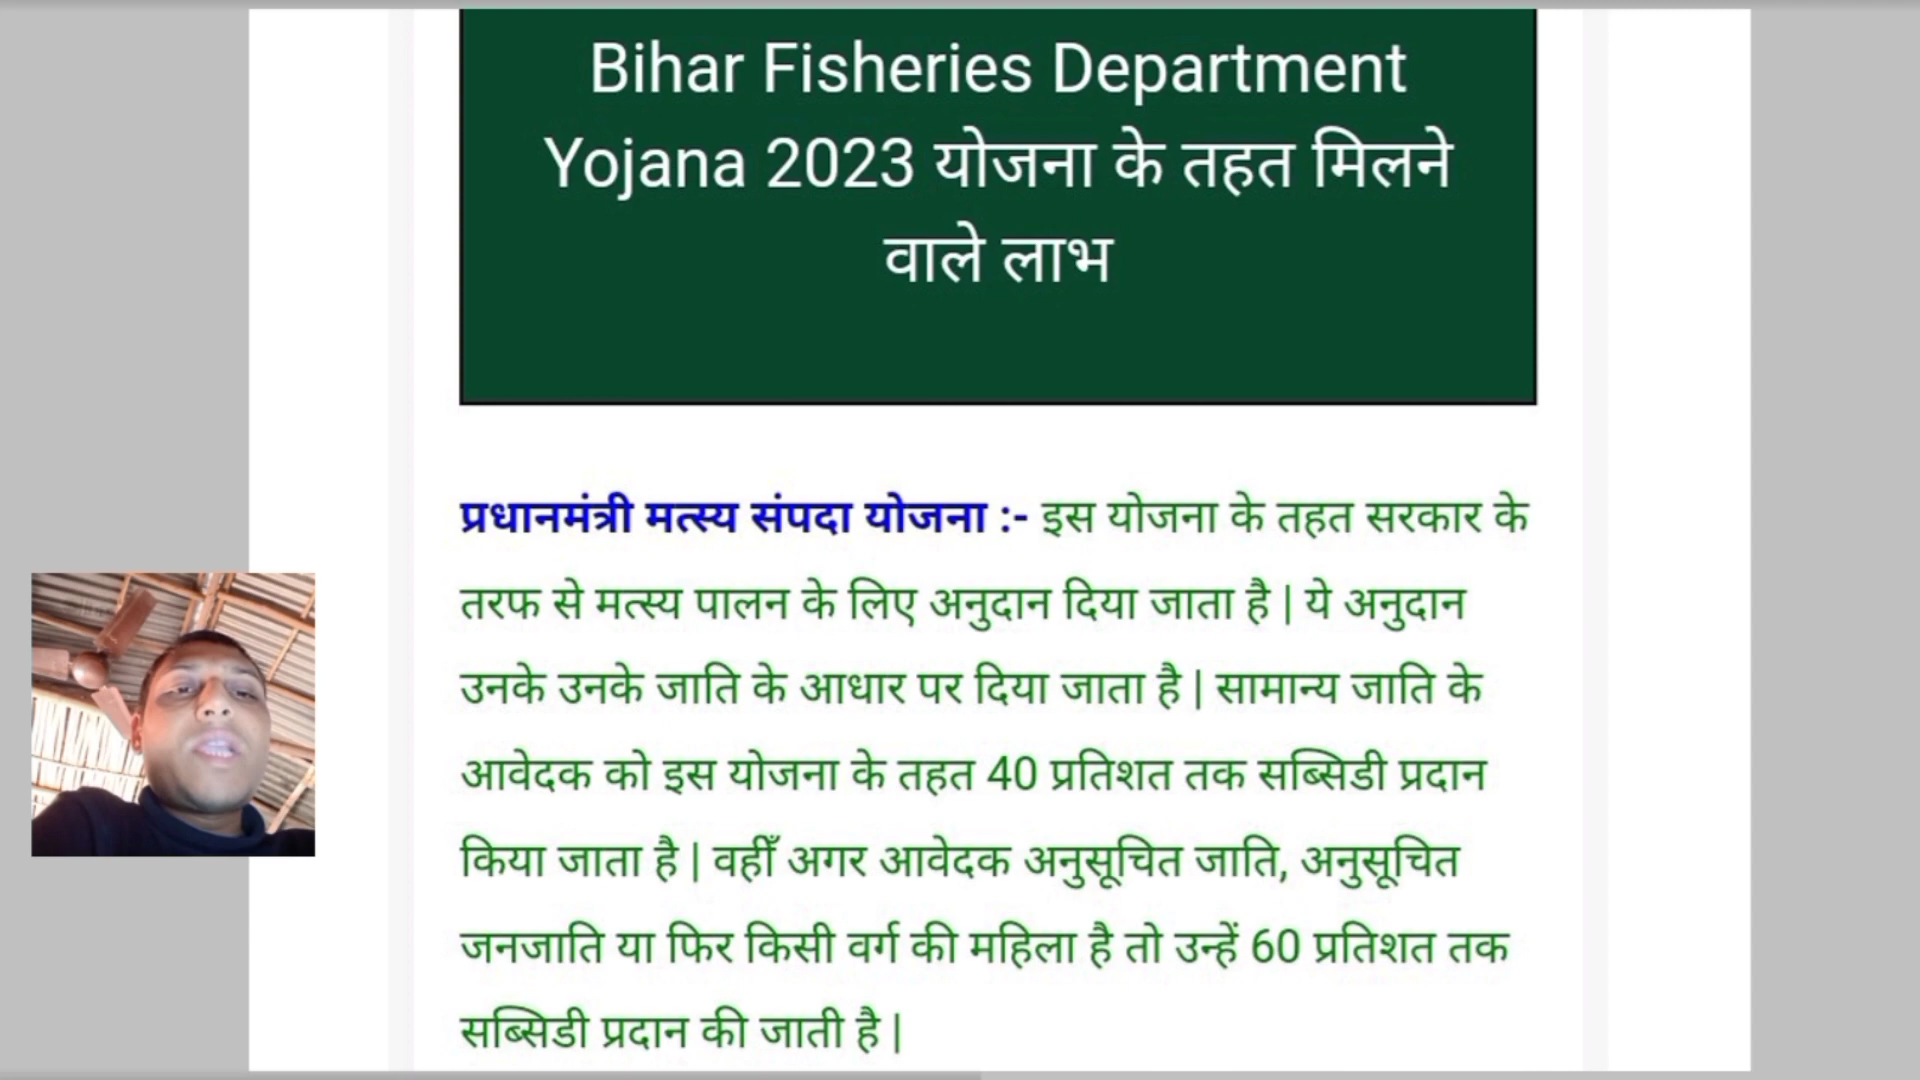 Bihar Fisheries Department
Yojana 2023 योजना के तहत मिलने
वाले लाभ
प्रधानमंत्री मत्स्य संपदा योजना :- इस योजना के तहत सरकार के
तरफ से मत्स्य पालन के लिए अनुदान दिया जाता है | ये अनुदान
उनके उनके जाति के आधार पर दिया जाता है | सामान्य जाति के
आवेदक को इस योजना के तहत 40 प्रतिशत तक सब्सिडी प्रदान
किया जाता है | वहीँ अगर आवेदक अनुसूचित जाति, अनुसूचित
जनजाति या फिर किसी वर्ग की महिला है तो उन्हें 60 प्रतिशत तक
सब्सिडी प्रदान की जाती है |